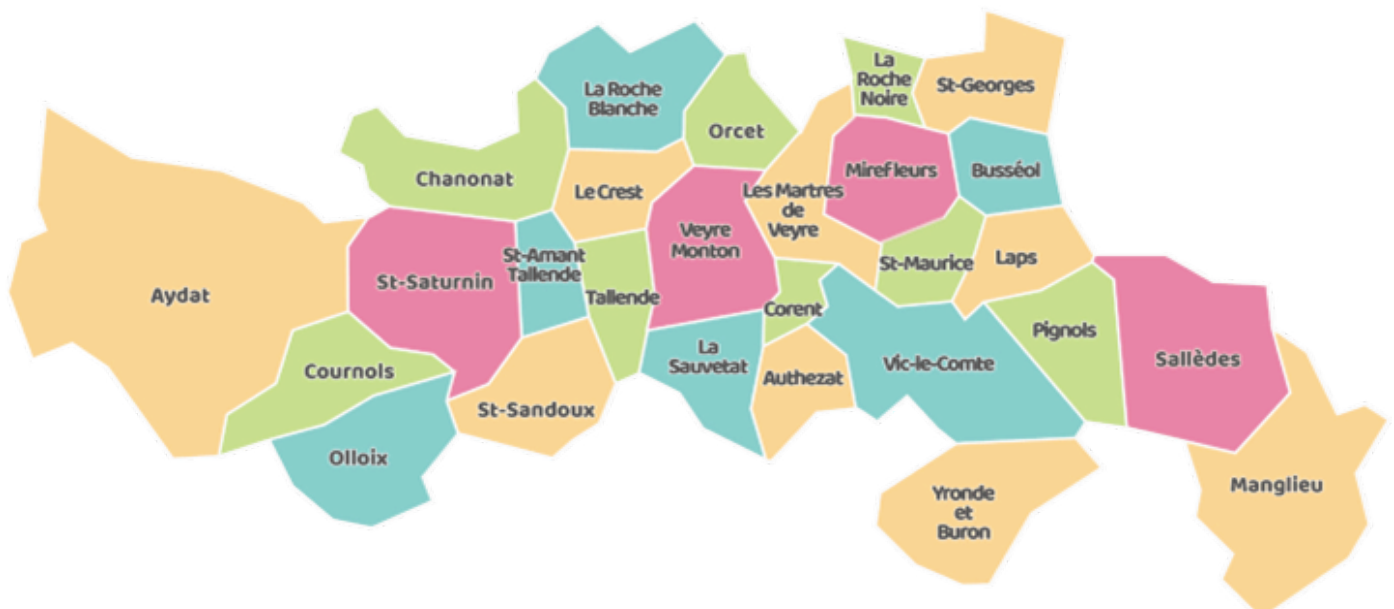 La
Roche
Noire
St-Georges
La Roche
Blanche
Orcet
Chanonat
Le Crest
Mirefleurs
Busséol
Les Martres
de
Veyre
Veyre
Monton
St-Amant
Tallende
St-Saturnin
St-Maurice
Laps
Aydat
Tallende
Corent
Pignols
Sallèdes
La
Sauvetat
Vic-le-Comte
Authezat
Cournols
St-Sandoux
Olloix
Manglieu
Yronde
et
Buron